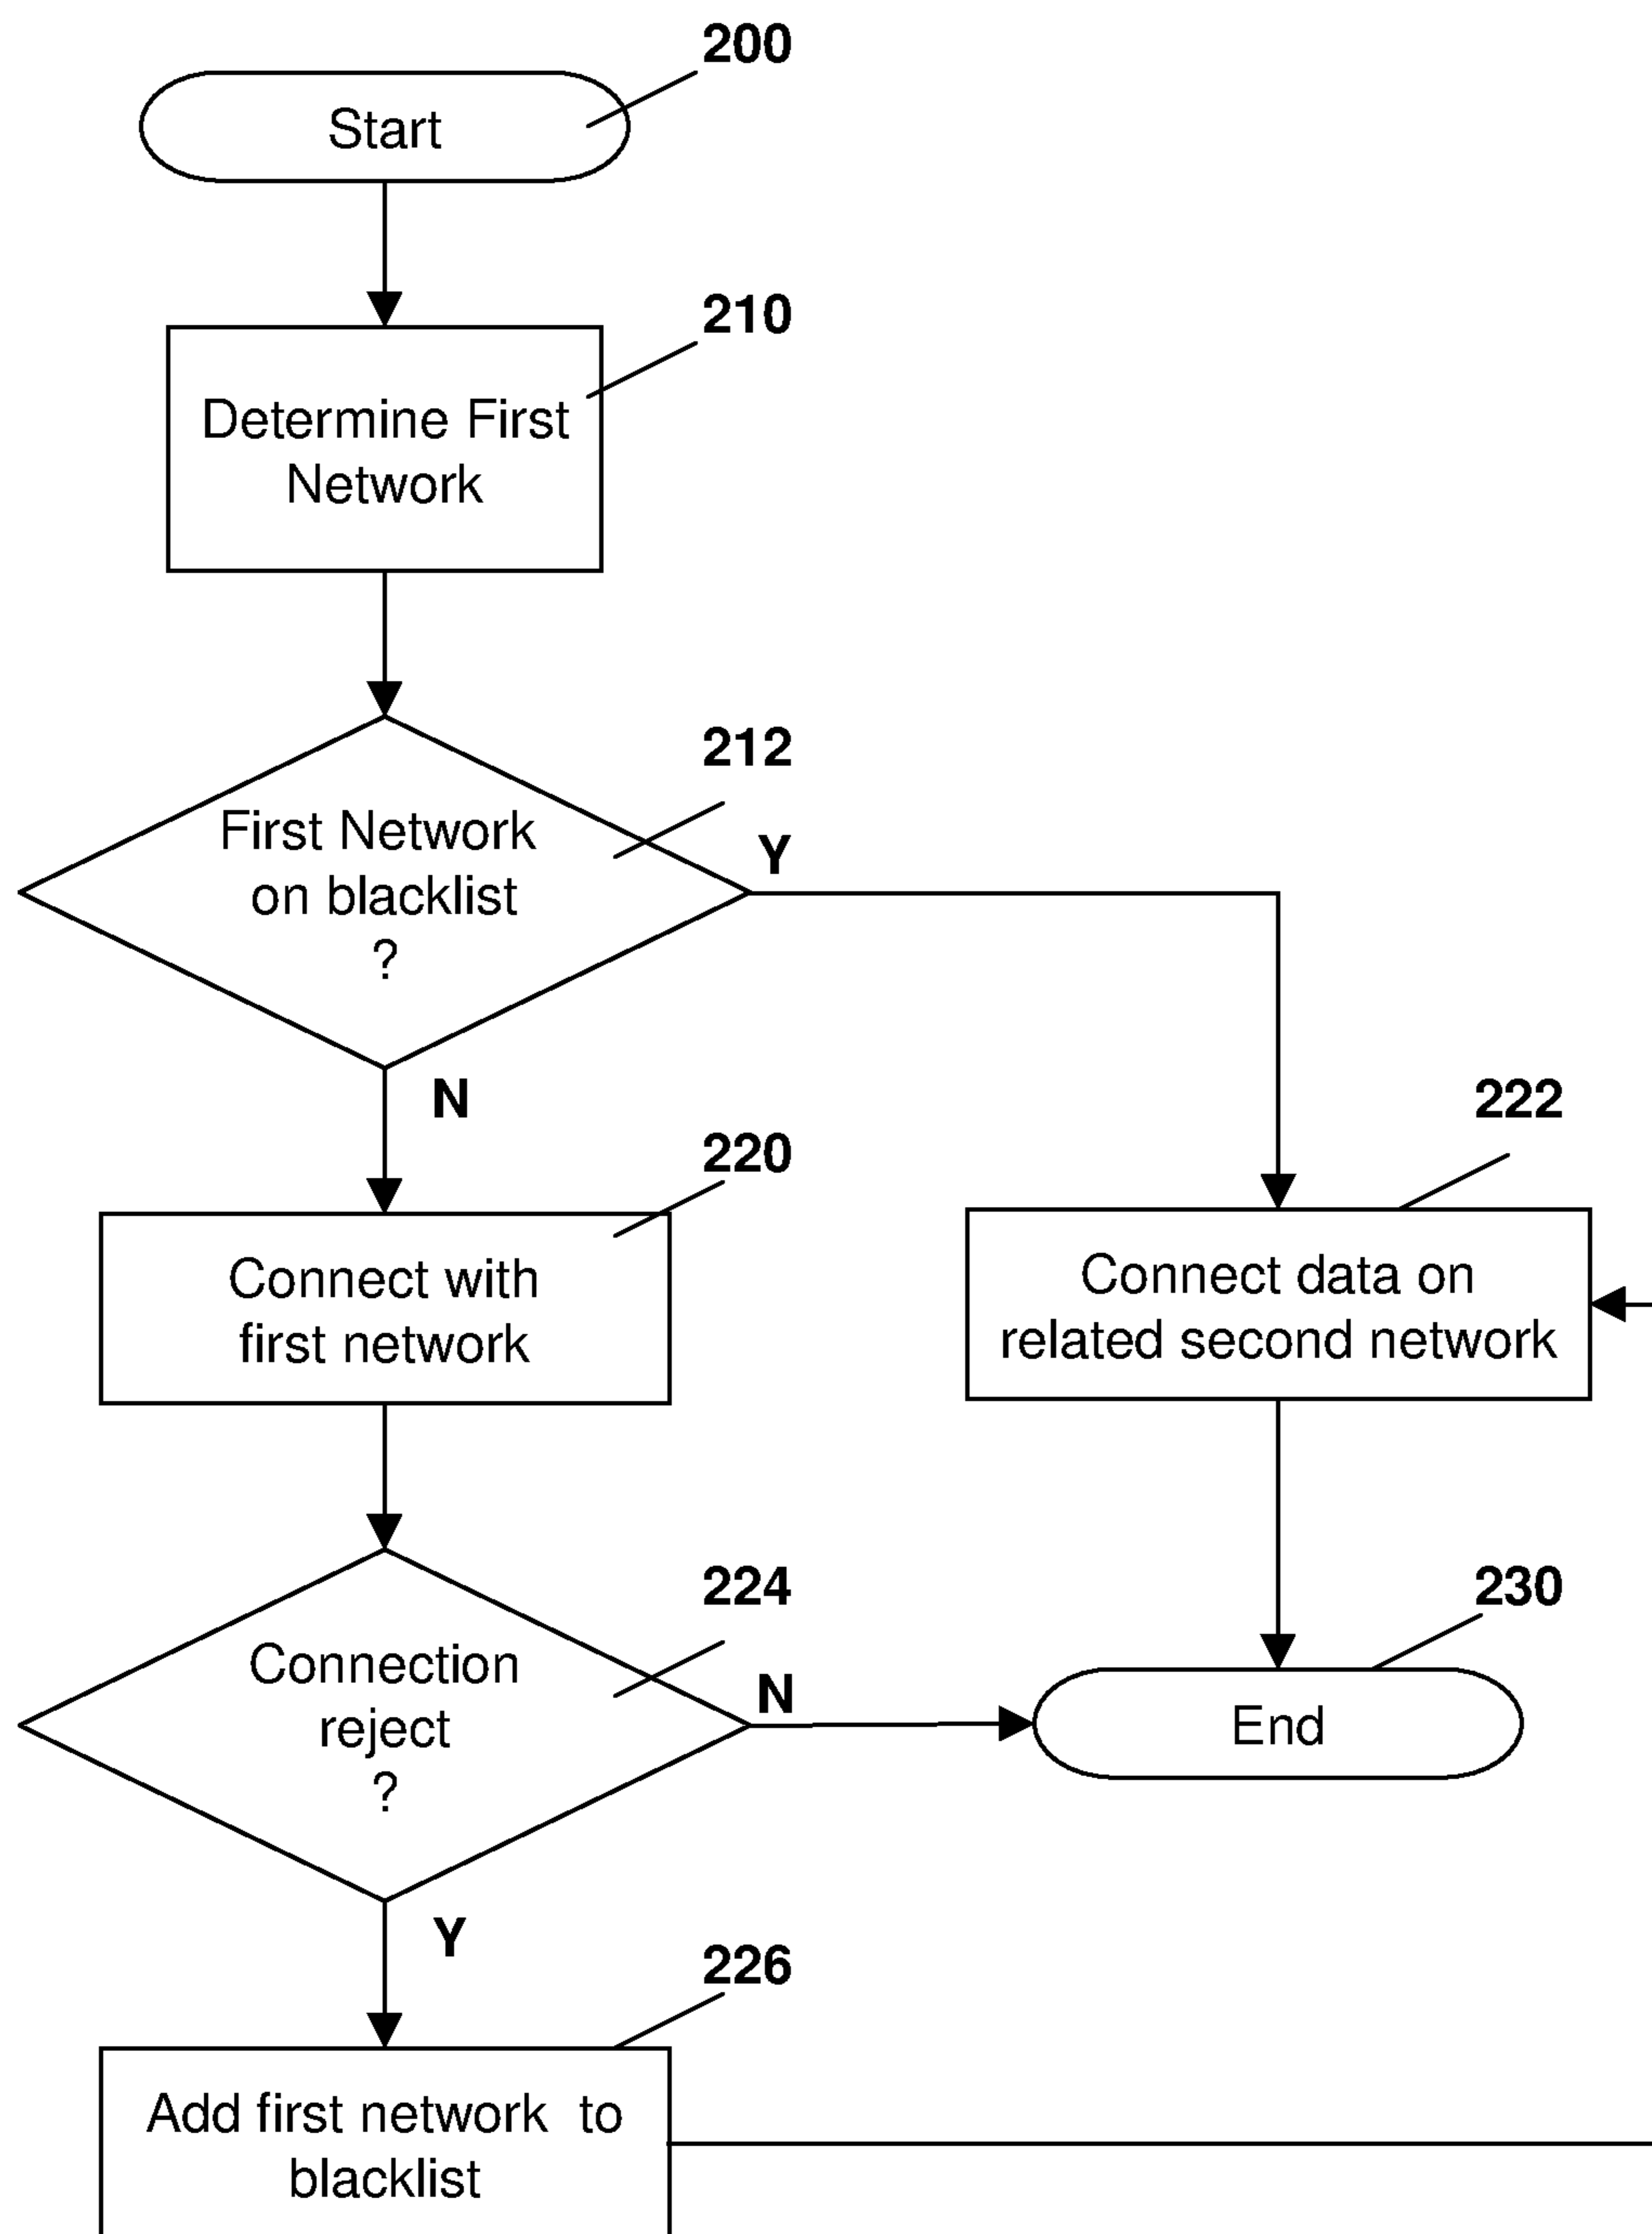 200
Start
210
Determine First
Network
212
First Network
on blacklist
?
Y
N
222
220
Connect with
first network
Connect data on
related second network
224
230
Connection
reject
?
N
End
Y
226
Add first network to
blacklist